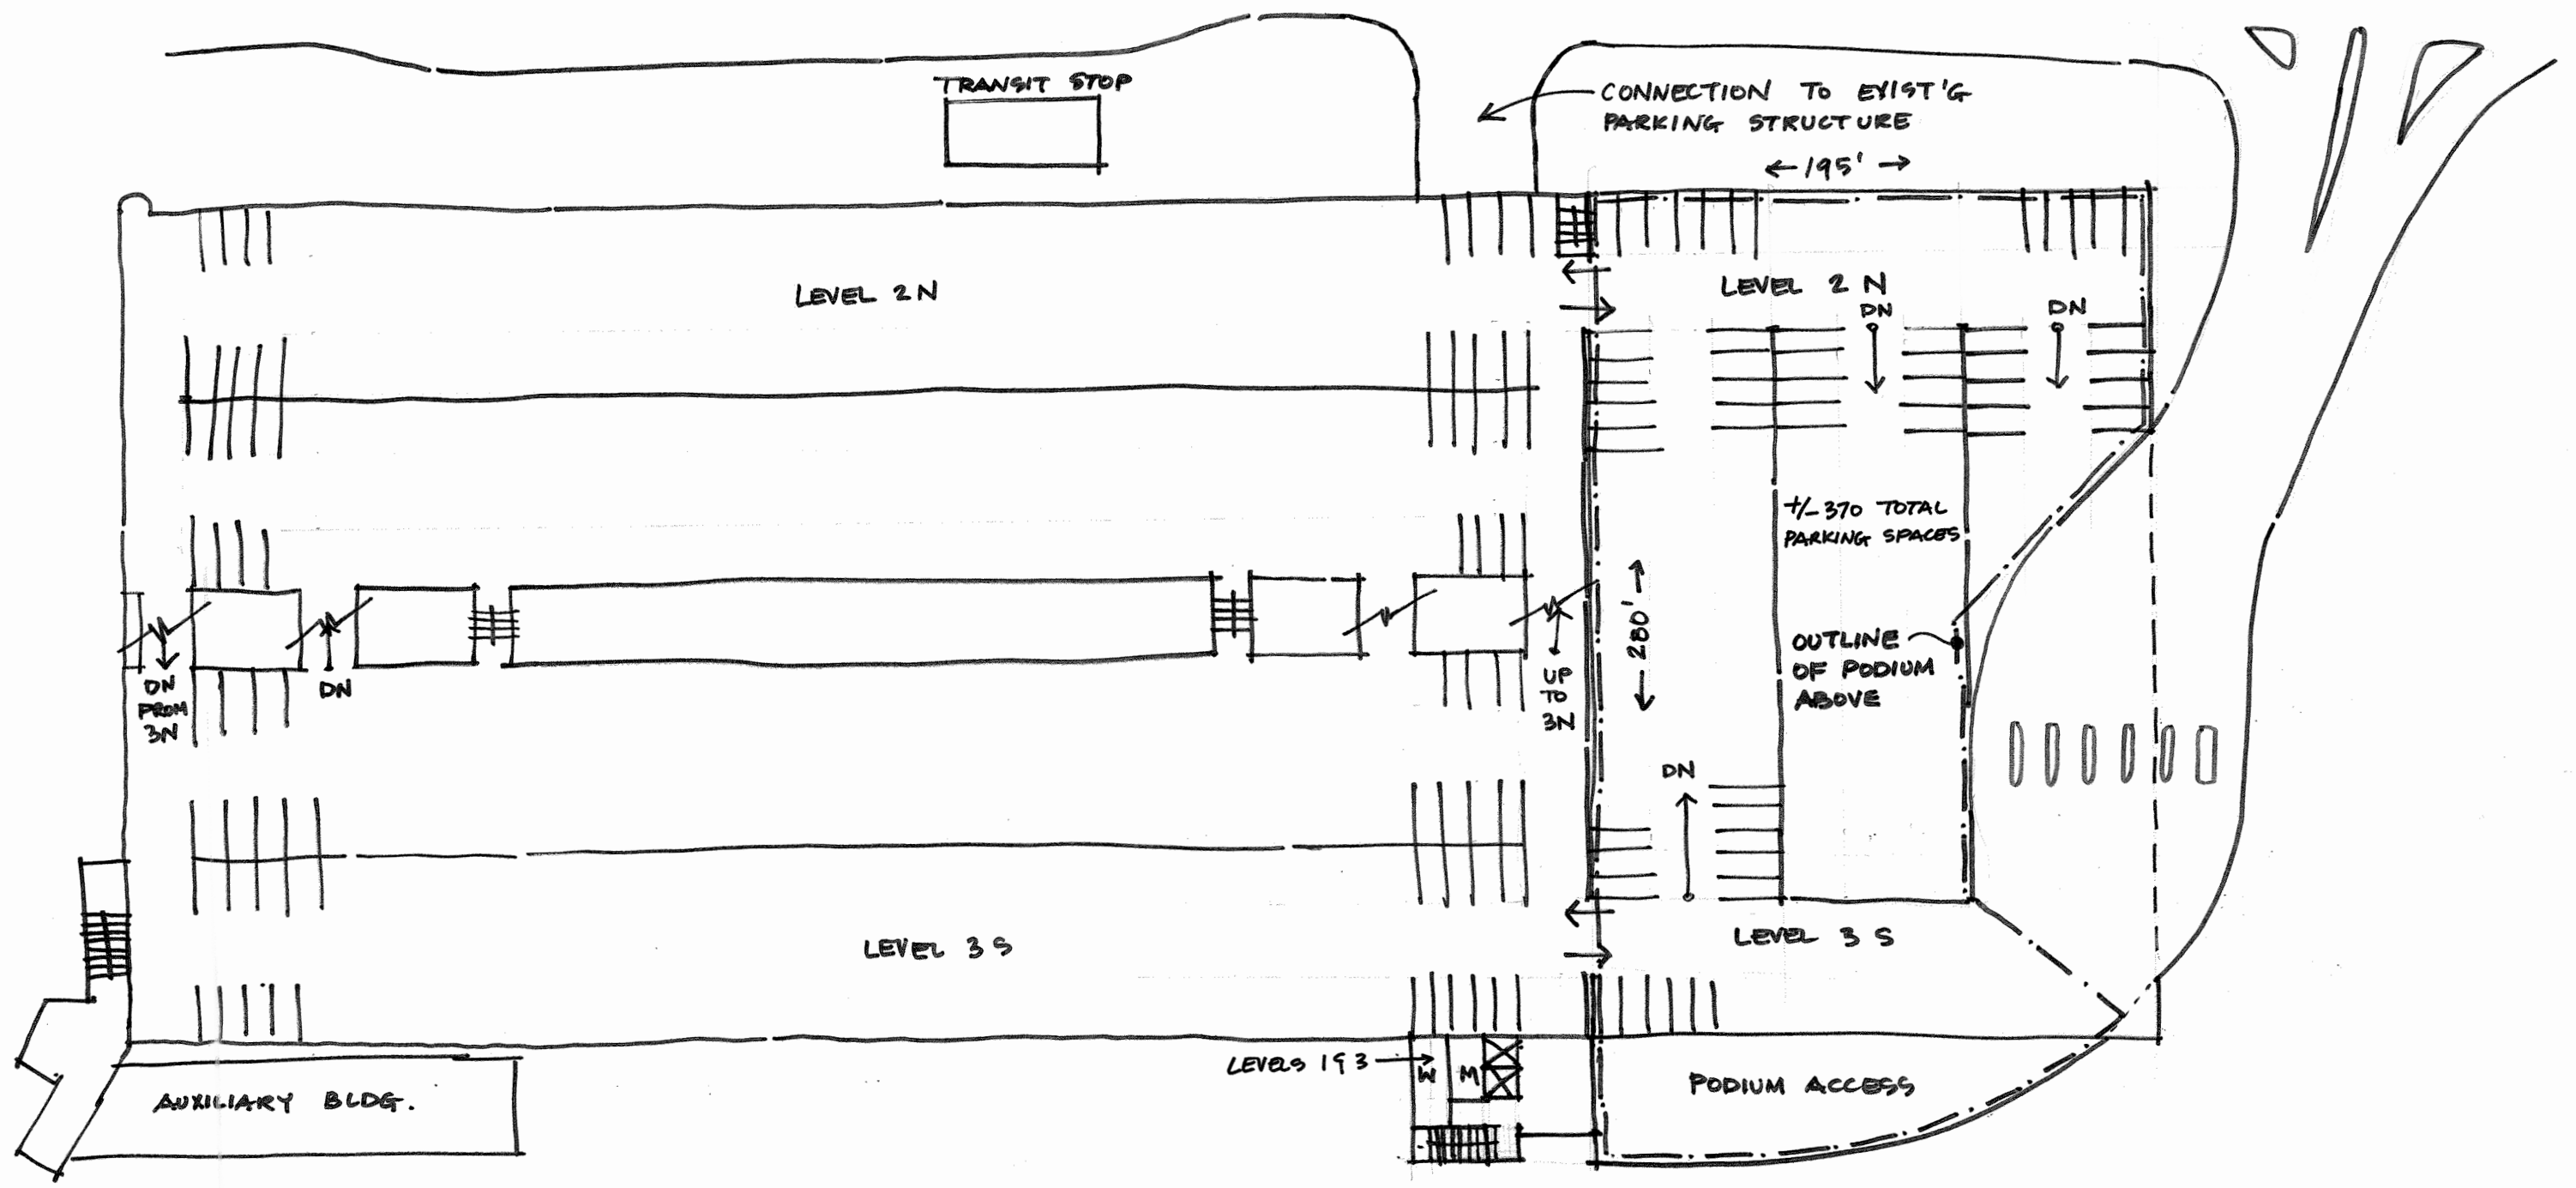 TRANSIT STOP
CONNECTION TO EXIST'G
PARKING STRUCTURE
195'
LEVEL 2N
LEVEL 2 N
DN
DN
+/- 370 TOTAL
PARKING SPACES
280'
OUTLINE
OF PODIUM
ABOVE
DN
FROM
3N
DN
UP
TO
3N
DN
LEVEL 3 S
LEVEL 3 S
LEVELS 1 & 3
W
M
PODIUM ACCESS
AUXILIARY BLDG.